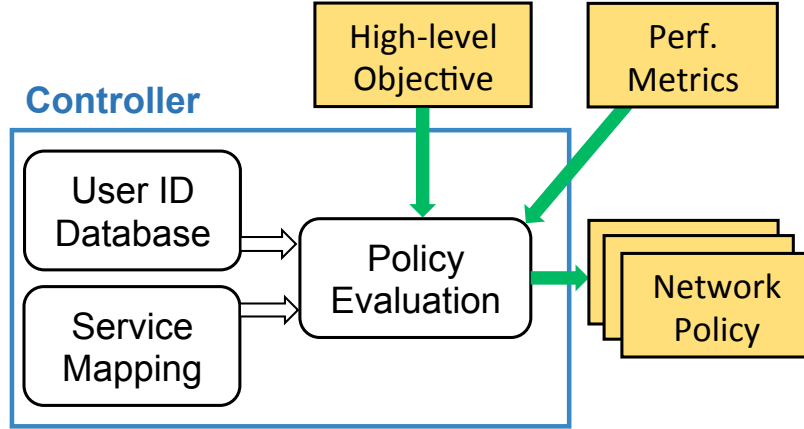 High-level
Objective
Perf.
Metrics
Controller
User ID
Database
Policy
Evaluation
Service
Mapping
Network
Policy